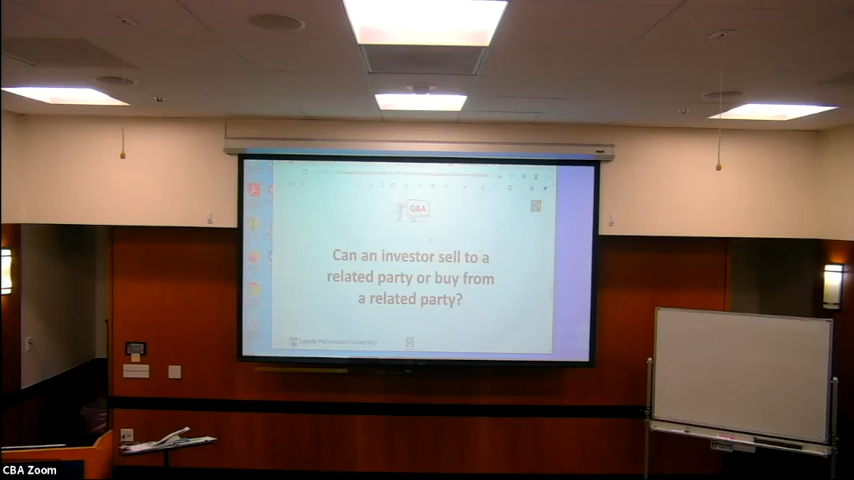 Q&A
Can an investor sell to a
related party or buy from
a related party?
Loyola Marymount University
CBA Zoom